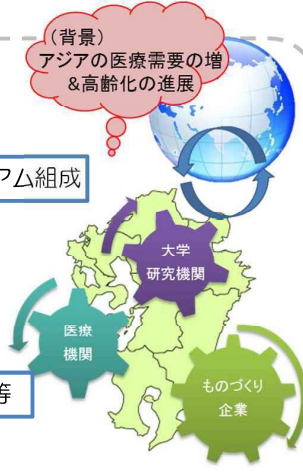 （背景）
アジアの医療需要の増
&高齢化の進展
アム組成
大学
研究機関
医療
機関
ものづくり
企業
等